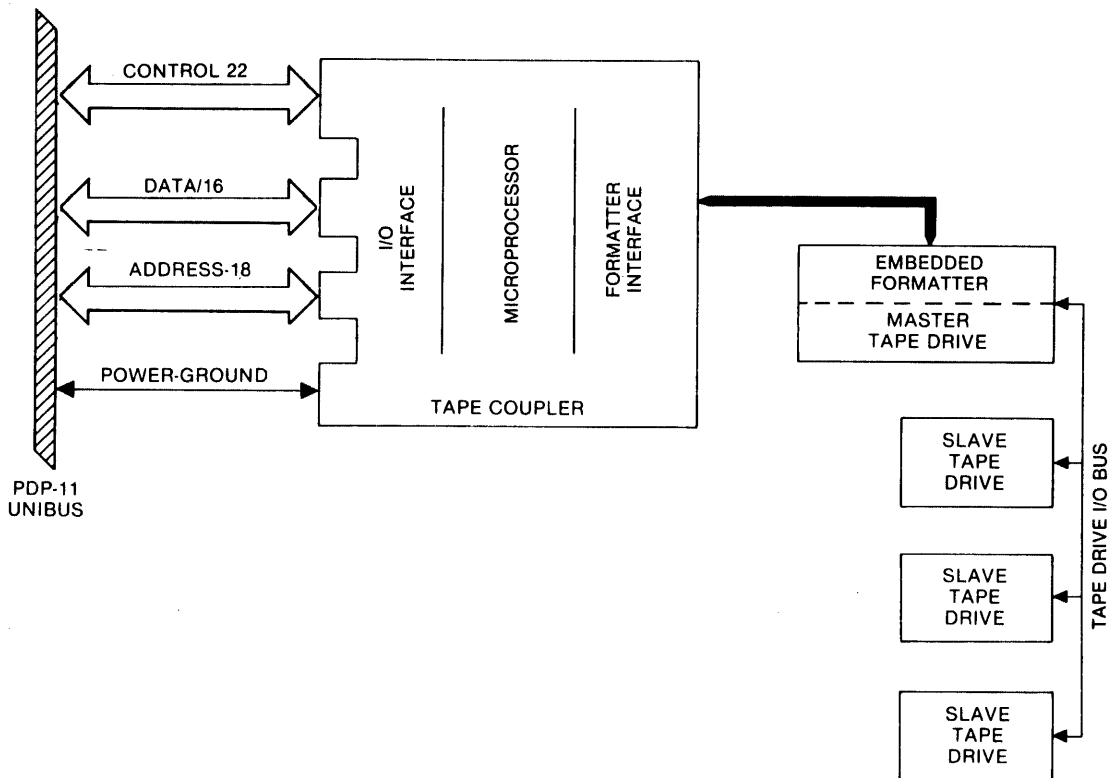 CONTROL 22
DATA/16
ADDRESS-18
POWER-GROUND
PDP-11
UNIBUS
I/O
INTERFACE
MICROPROCESSOR
FORMATTER
INTERFACE
TAPE COUPLER
EMBEDDED
FORMATTER
MASTER
TAPE DRIVE
SLAVE
TAPE
DRIVE
SLAVE
TAPE
DRIVE
SLAVE
TAPE
DRIVE
TAPE DRIVE I/O BUS